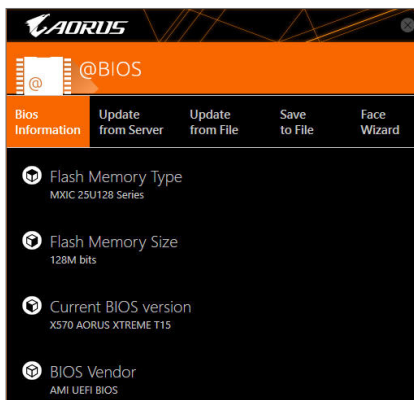 AORUS
@
@BIOS
Bios Information
Update from Server
Update from File
Save to File
Face Wizard
Flash Memory Type
MXIC 25U128 Series
Flash Memory Size
128M bits
Current BIOS version
X570 AORUS XTREME T15
BIOS Vendor
AMI UEFI BIOS